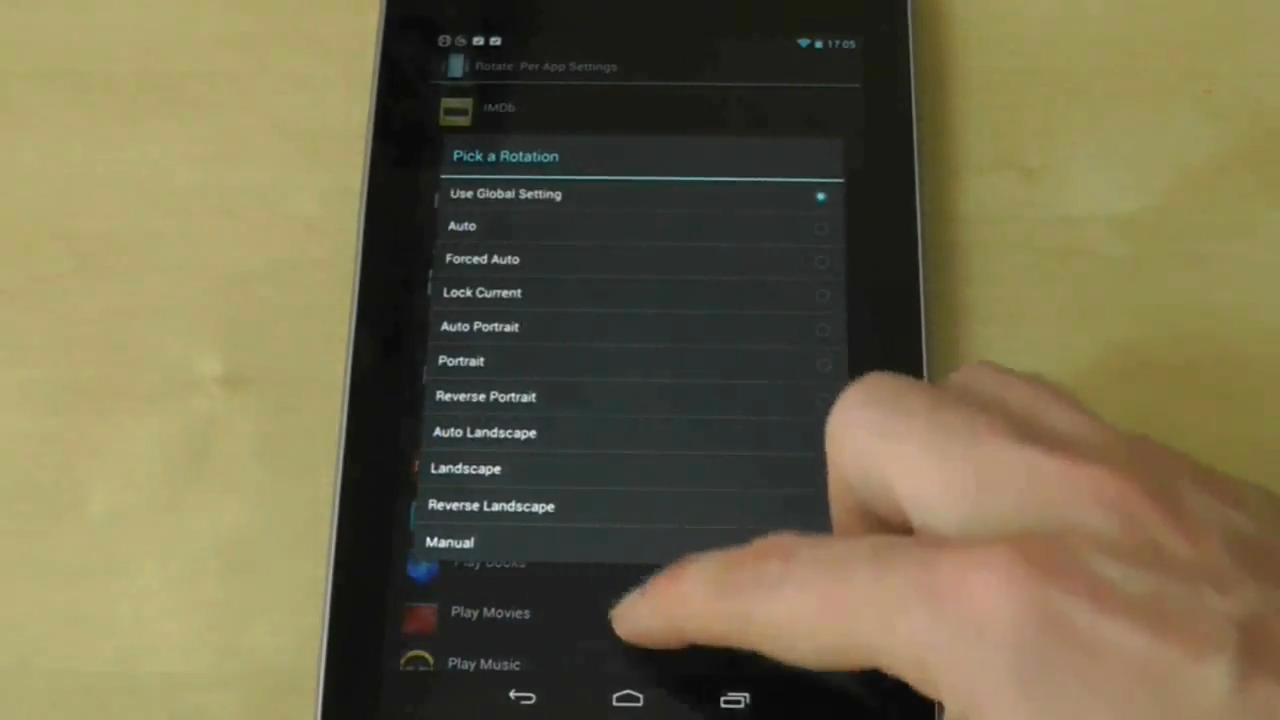 17:05
Rotate: Per App Settings
IMDb
Pick a Rotation
Use Global Setting
Auto
Forced Auto
Lock Current
Auto Portrait
Portrait
Reverse Portrait
Auto Landscape
Landscape
Reverse Landscape
Manual
Play Books
Play Movies
Play Music